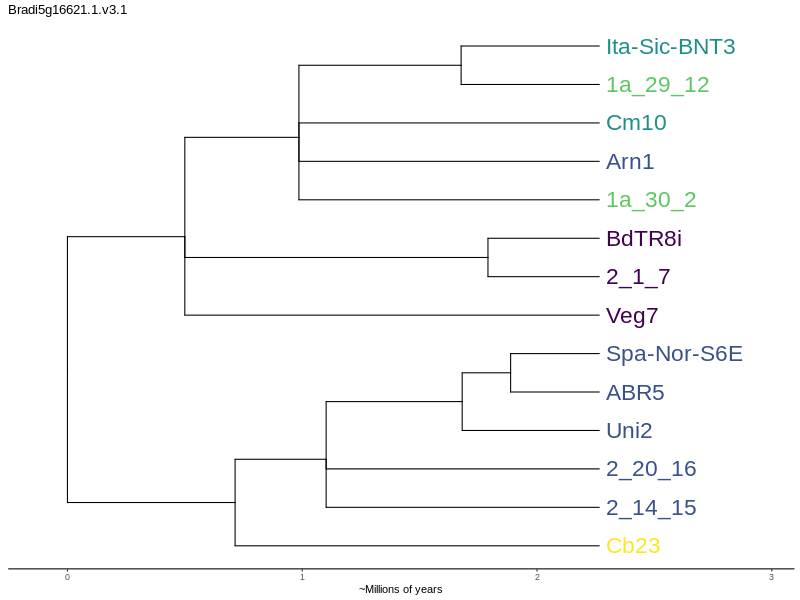 Bradi5g16621.1.v3.1
Ita-Sic-BNT3
1a_29_12
Cm10
Arn1
1a_30_2
BdTR8i
2_1_7
Veg7
Spa-Nor-S6E
ABR5
Uni2
2_20_16
2_14_15
Cb23
0 1 2 3
~Millions of years